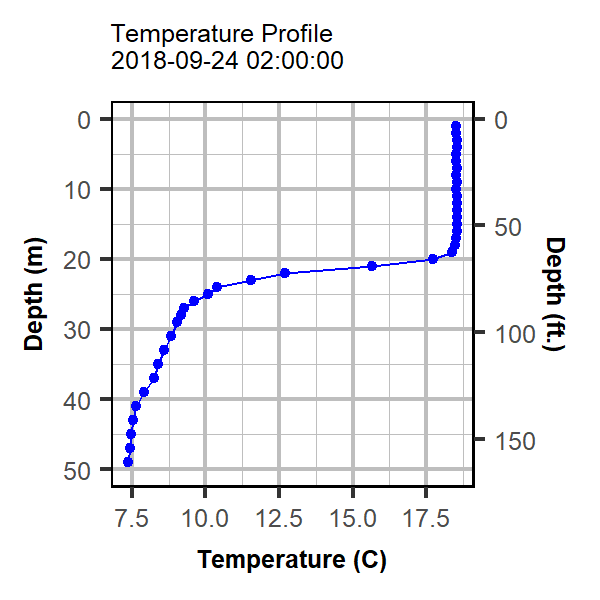 Temperature Profile
2018-09-24 02:00:00
0
10
20
30
40
50
Depth (m)
0
50
100
150
Depth (ft.)
7.5 10.0 12.5 15.0 17.5
Temperature (C)